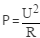 P = U²/R